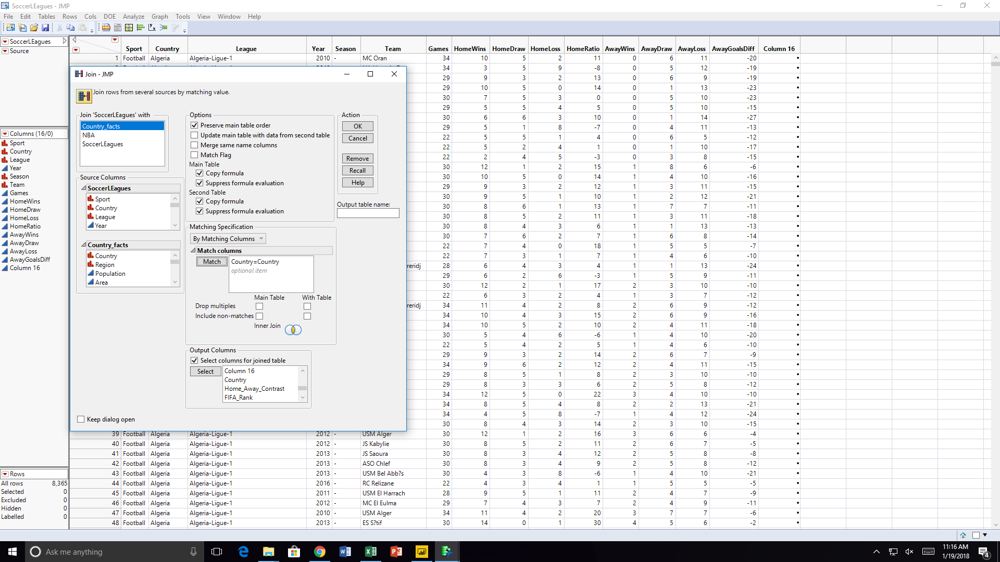 SoccerLEagues - JMP
File Edit Tables Rows Cols DOE Analyze Graph Tools View Window Help
SoccerLEagues
Source
Columns (16/0)
Sport
Country
League
Year
Season
Team
Games
HomeWins
HomeDraw
HomeLoss
HomeRatio
AwayWins
AwayDraw
AwayLoss
AwayGoalsDiff
Column 16
Rows
All rows 8,365
Selected 0
Excluded 0
Hidden 0
Labelled 0
Sport Country League Year Season Team Games HomeWins HomeDraw HomeLoss HomeRatio AwayWins AwayDraw AwayLoss AwayGoalsDiff Column 16
1 Football Algeria Algeria-Ligue-1 2010 - MC Oran 34 10 5 2 11 0 6 11 -20 •
34 3 5 9 -8 0 5 12 -19 •
29 9 3 2 13 0 6 9 -19 •
29 10 5 0 14 0 1 13 -23 •
30 7 5 3 0 0 5 10 -23 •
29 5 5 4 5 0 5 10 -15 •
30 6 6 3 10 0 1 14 -27 •
29 5 1 8 -7 0 4 11 -13 •
22 5 5 1 4 0 6 5 -12 •
22 5 2 4 1 0 1 10 -17 •
22 2 4 5 -3 0 3 8 -15 •
30 12 1 2 15 1 8 6 -6 •
30 10 5 0 14 1 4 10 -16 •
29 9 3 2 12 1 3 11 -15 •
30 9 5 1 10 1 2 12 -21 •
29 8 6 1 13 1 7 7 -11 •
30 8 5 2 11 1 3 11 -18 •
30 8 4 3 6 1 1 13 -13 •
30 7 6 2 7 1 6 8 -14 •
22 7 4 0 18 1 5 5 -7 •
22 7 3 1 7 1 4 6 -10 •
reridj 28 6 4 3 4 1 1 13 -24 •
29 6 2 6 -3 1 5 9 -11 •
30 12 2 1 17 2 3 10 -10 •
22 6 3 2 4 1 3 7 -12 •
reridj 34 11 4 2 8 2 6 9 -12 •
34 10 4 3 15 2 6 9 -16 •
34 10 5 2 10 2 4 11 -18 •
30 5 4 6 -6 1 4 10 -20 •
22 5 4 2 5 1 4 6 -10 •
29 9 3 2 14 2 6 7 -9 •
34 9 6 2 12 2 4 11 -15 •
29 8 5 1 8 2 3 10 -10 •
29 8 3 3 6 2 5 8 -12 •
34 12 5 0 22 3 4 10 -10 •
34 8 5 4 8 2 2 13 -21 •
34 4 5 8 -7 1 4 12 -24 •
30 8 4 3 14 2 3 10 -15 •
39 Football Algeria Algeria-Ligue-1 2012 - USM Alger 30 12 1 2 16 3 6 6 -4 •
40 Football Algeria Algeria-Ligue-1 2012 - JS Kabylie 30 8 5 2 11 2 6 7 -5 •
41 Football Algeria Algeria-Ligue-1 2013 - JS Saoura 30 8 3 4 12 2 5 8 -8 •
42 Football Algeria Algeria-Ligue-1 2013 - ASO Chlef 30 8 3 4 9 2 5 8 -12 •
43 Football Algeria Algeria-Ligue-1 2013 - USM Bel Abb?s 30 4 3 8 -6 1 4 10 -21 •
44 Football Algeria Algeria-Ligue-1 2016 - RC Relizane 22 4 3 4 1 1 5 5 -5 •
45 Football Algeria Algeria-Ligue-1 2011 - USM El Harrach 28 9 5 1 11 2 4 7 -9 •
46 Football Algeria Algeria-Ligue-1 2012 - MC El Eulma 29 7 4 3 7 2 4 9 -11 •
47 Football Algeria Algeria-Ligue-1 2010 - USM Alger 34 11 4 2 20 3 7 7 -6 •
48 Football Algeria Algeria-Ligue-1 2013 - ES S?tif 30 14 0 1 30 4 5 6 -2 •
Join - JMP
Join rows from several sources by matching value.
Join 'SoccerLEagues' with
Country_facts
NBA
SoccerLEagues
Source Columns
SoccerLEagues
Sport
Country
League
Year
Country_facts
Country
Region
Population
Area
Options
Preserve main table order
Update main table with data from second table
Merge same name columns
Match Flag
Main Table
Copy formula
Suppress formula evaluation
Second Table
Copy formula
Suppress formula evaluation
Matching Specification
By Matching Columns
Match columns
Match Country=Country
optional item
Main Table With Table
Drop multiples
Include non-matches
Inner Join
Output Columns
Select columns for joined table
Select Column 16
Country
Home_Away_Contrast
FIFA_Rank
Action
OK
Cancel
Remove
Recall
Help
Output table name:
Keep dialog open
Ask me anything
11:16 AM
1/19/2018
4